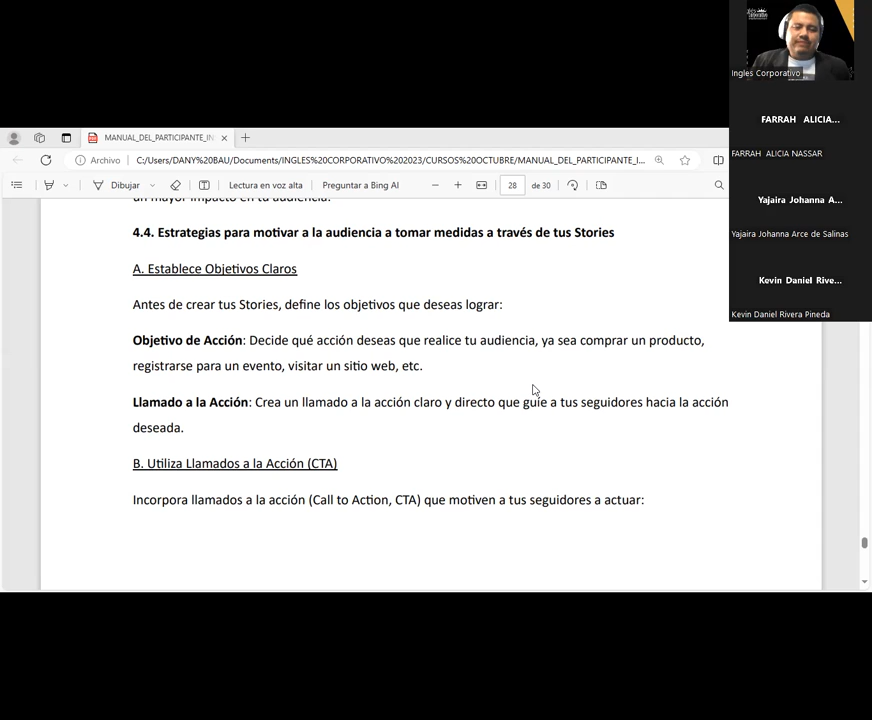 MANUAL_DEL_PARTICIPANTE_IN
Archivo
C:/Users/DANY%20BAU/Documents/INGLES%20CORPORATIVO%202023/CURSOS%20OCTUBRE/MANUAL_DEL_PARTICIPANTE_I...
Dibujar
Lectura en voz alta
Preguntar a Bing AI
28
de 30
un mayor impacto en tu audiencia.
4.4. Estrategias para motivar a la audiencia a tomar medidas a través de tus Stories
A. Establece Objetivos Claros
Antes de crear tus Stories, define los objetivos que deseas lograr:
Objetivo de Acción: Decide qué acción deseas que realice tu audiencia, ya sea comprar un producto,
registrarse para un evento, visitar un sitio web, etc.
Llamado a la Acción: Crea un llamado a la acción claro y directo que guíe a tus seguidores hacia la acción
deseada.
B. Utiliza Llamados a la Acción (CTA)
Incorpora llamados a la acción (Call to Action, CTA) que motiven a tus seguidores a actuar:
Ingles Corporativo
FARRAH ALICIA...
FARRAH ALICIA NASSAR
Yajaira Johanna A...
Yajaira Johanna Arce de Salinas
Kevin Daniel Rive...
Kevin Daniel Rivera Pineda